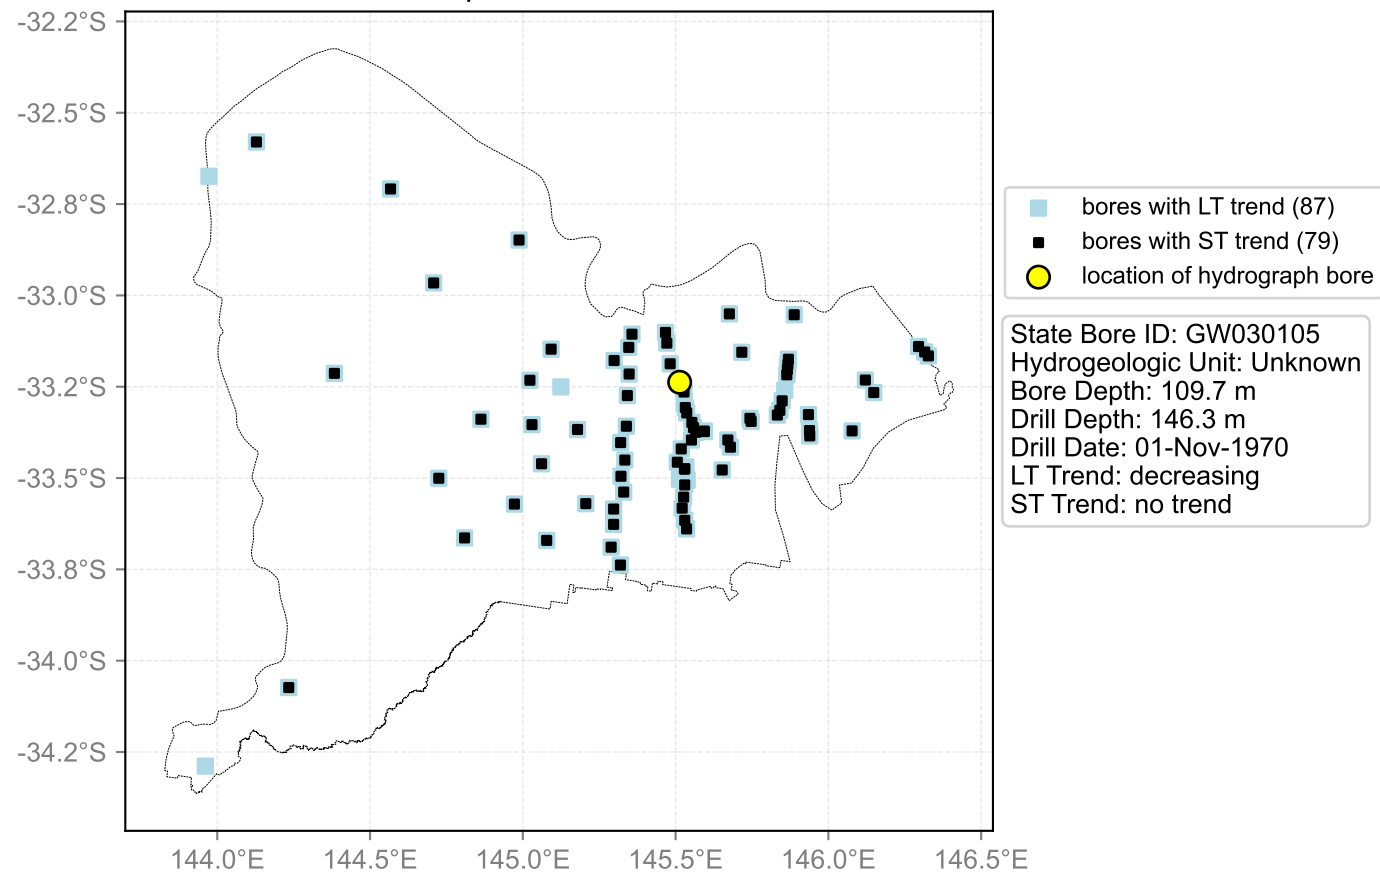 -32.2°S
-32.5°S
-32.8°S
-33.0°S
-33.2°S
-33.5°S
-33.8°S
-34.0°S
-34.2°S
144.0°E 144.5°E 145.0°E 145.5°E 146.0°E 146.5°E
bores with LT trend (87)
bores with ST trend (79)
location of hydrograph bore
State Bore ID: GW030105
Hydrogeologic Unit: Unknown
Bore Depth: 109.7 m
Drill Depth: 146.3 m
Drill Date: 01-Nov-1970
LT Trend: decreasing
ST Trend: no trend